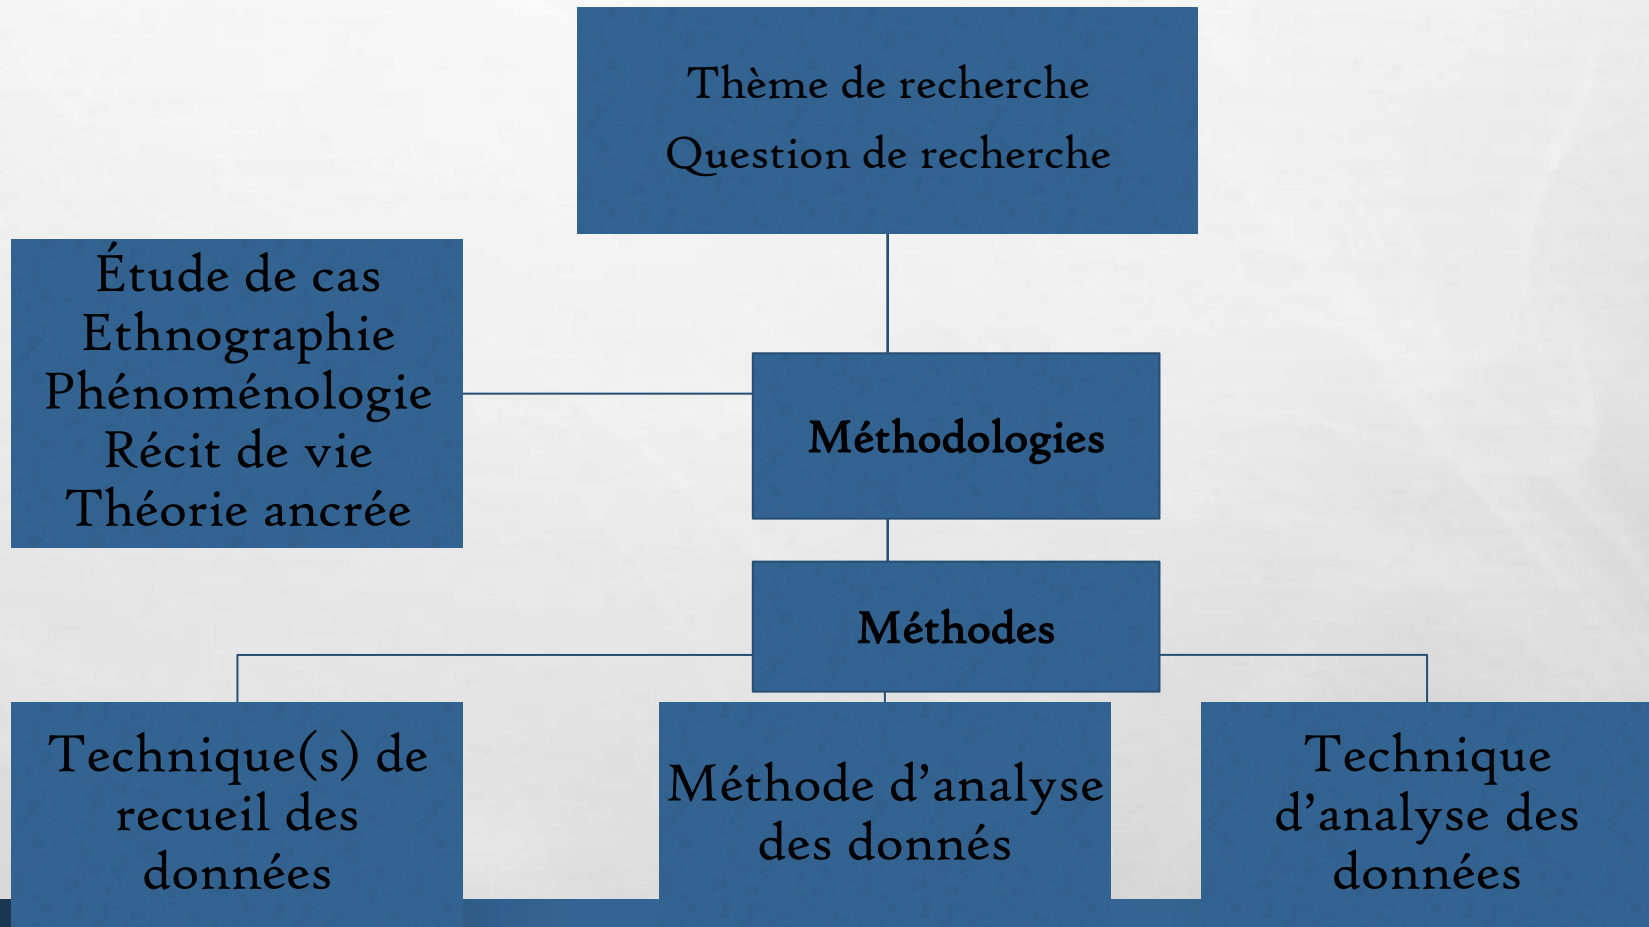 Thème de recherche
Question de recherche
Étude de cas
Ethnographie
Phénoménologie
Récit de vie
Théorie ancrée
Méthodologies
Méthodes
Technique(s) de
recueil des
données
Méthode d’analyse
des donnés
Technique
d’analyse des
données